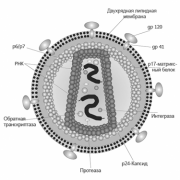 Двухрядная липидная
мембрана
gp 120
gp 41
p17-матрикс-
ный белок
Интеграза
p24-Капсид
Протеаза
Обратная
транскриптаза
РНК
p6/p7